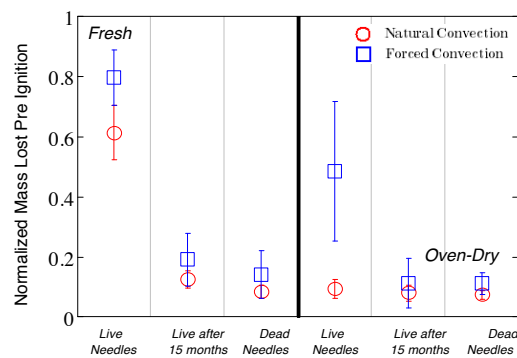 Normalized Mass Lost Pre Ignition
1
0.8
0.6
0.4
0.2
0
Fresh
Natural Convection
Forced Convection
Oven-Dry
Live Needles
Live after 15 months
Dead Needles
Live Needles
Live after 15 months
Dead Needles